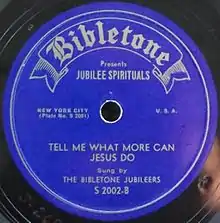 Bibletone
Presents
JUBILEE SPIRITUALS
NEW YORK CITY
(Plate No. S 2001)
U. S. A.
TELL ME WHAT MORE CAN
JESUS DO
Sung by
THE BIBLETONE JUBILEERS
S 2002-B